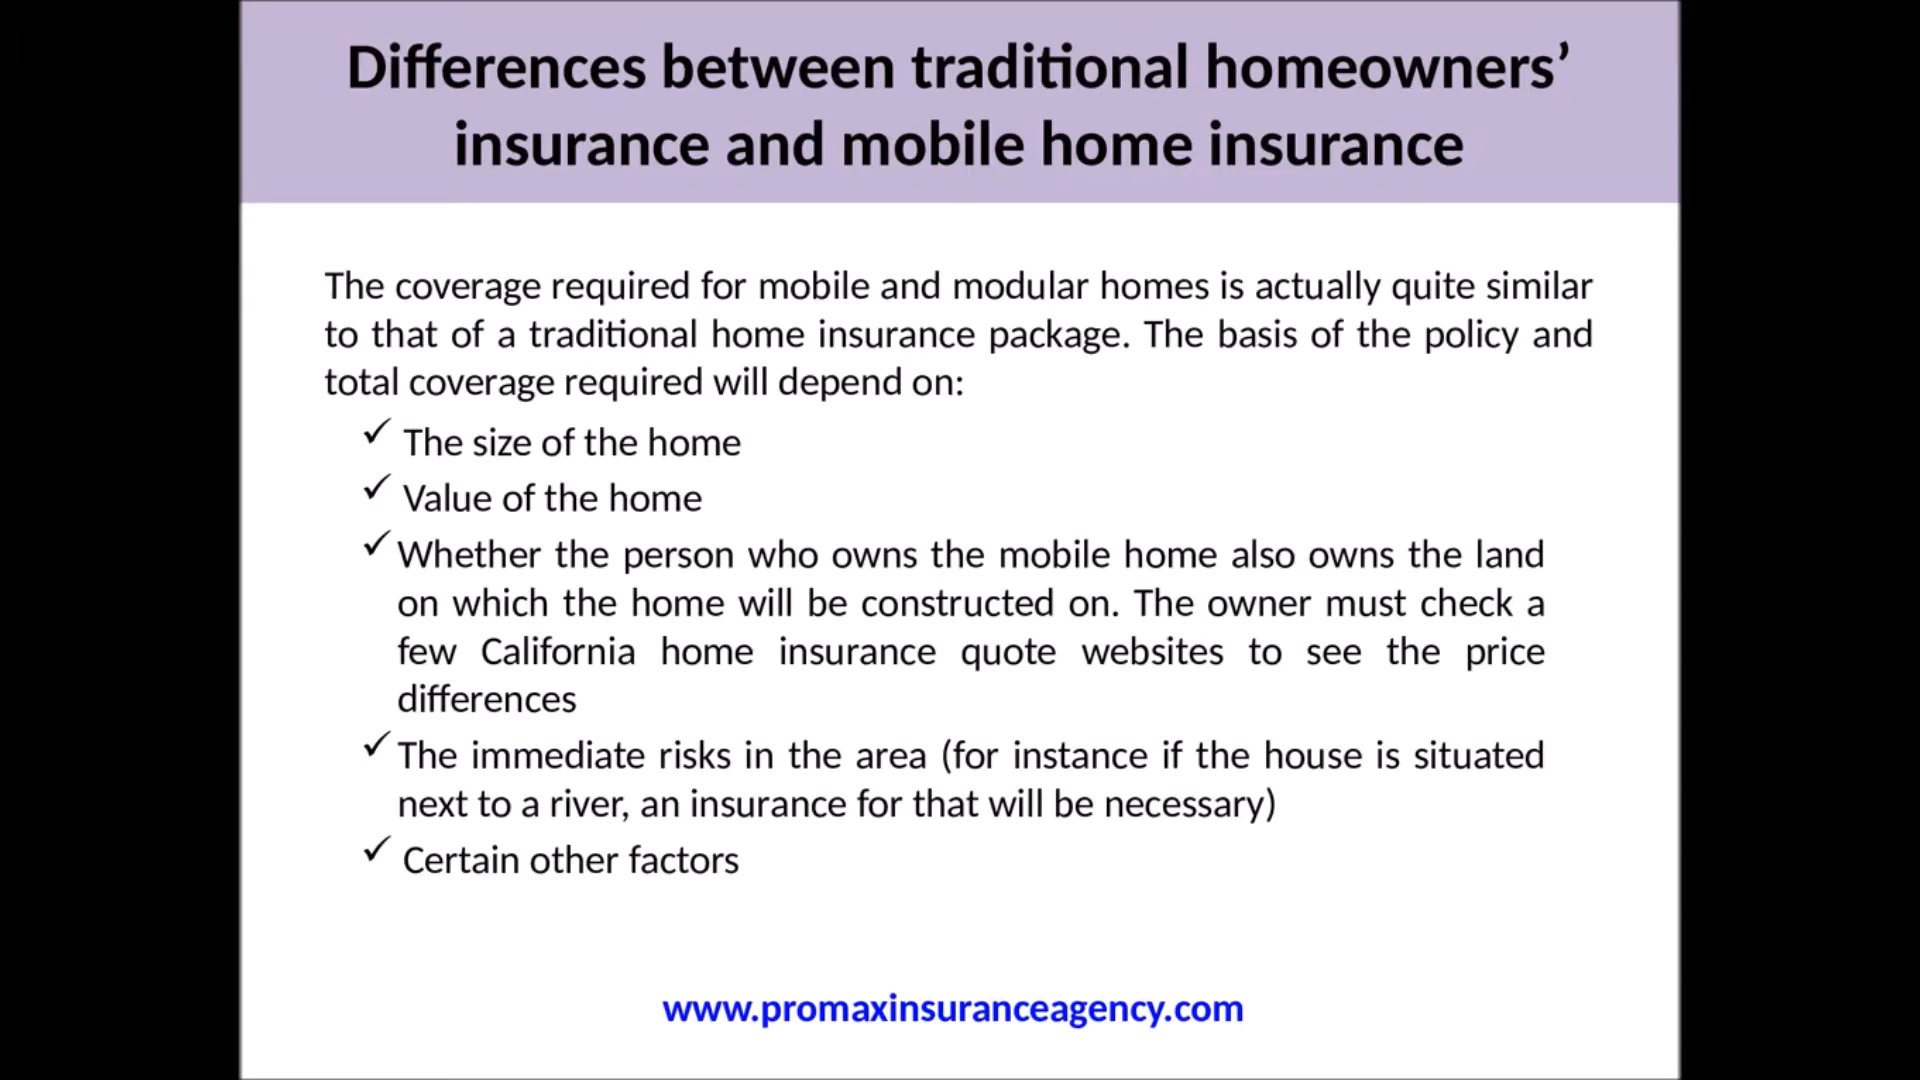 Differences between traditional homeowners’
insurance and mobile home insurance
The coverage required for mobile and modular homes is actually quite similar
to that of a traditional home insurance package. The basis of the policy and
total coverage required will depend on:
✓ The size of the home
✓ Value of the home
✓ Whether the person who owns the mobile home also owns the land
on which the home will be constructed on. The owner must check a
few California home insurance quote websites to see the price
differences
✓ The immediate risks in the area (for instance if the house is situated
next to a river, an insurance for that will be necessary)
✓ Certain other factors
www.promaxinsuranceagency.com